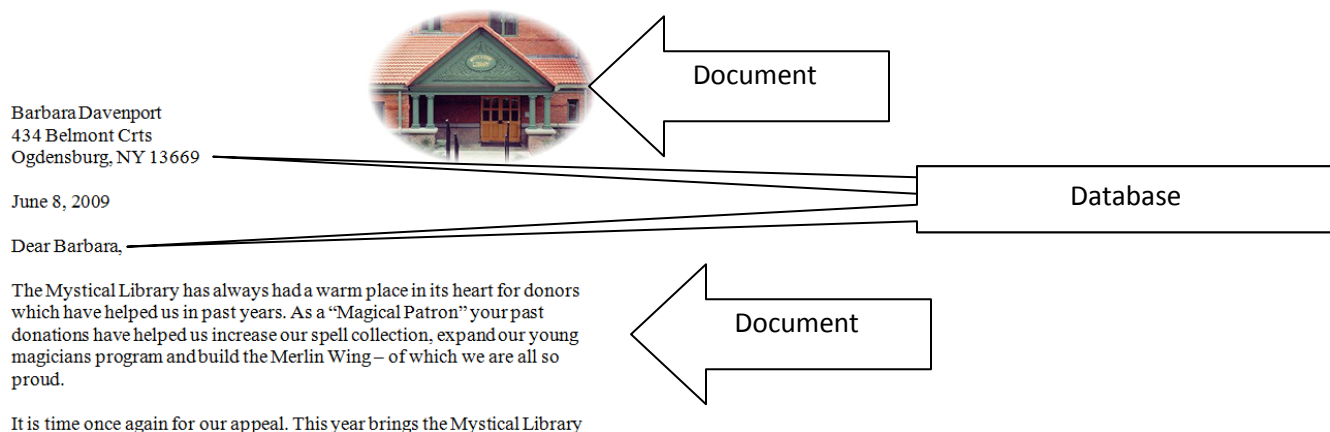 Document
Barbara Davenport
434 Belmont Crts
Ogdensburg, NY 13669
Database
June 8, 2009
Dear Barbara,
The Mystical Library has always had a warm place in its heart for donors
which have helped us in past years. As a “Magical Patron” your past
donations have helped us increase our spell collection, expand our young
magicians program and build the Merlin Wing – of which we are all so
proud.
Document
It is time once again for our appeal. This year brings the Mystical Library